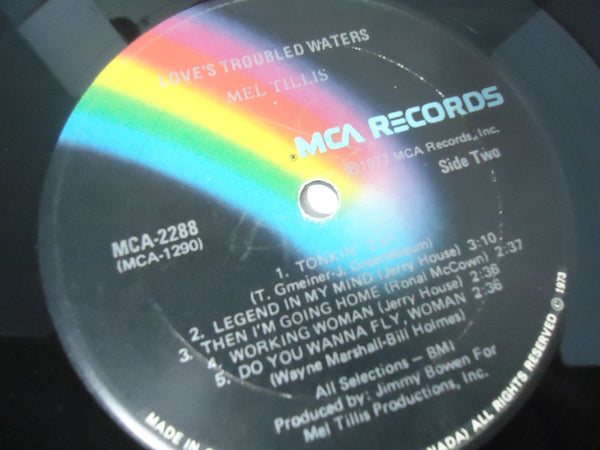 LOVE'S TROUBLED WATERS
MEL TILLIS
MCA RECORDS
℗ 1977 MCA Records, Inc.
Side Two
MCA-2288
(MCA-1290)
1. TONKIN'
(T. Gmeiner-J. Greenebaum)
2. LEGEND IN MY MIND (Jerry House) 3:10
3. THEN I'M GOING HOME (Ronal McCown) 2:37
4. WORKING WOMAN (Jerry House) 2:36
5. DO YOU WANNA FLY, WOMAN 2:36
(Wayne Marshall-Bill Holmes)
All Selections – BMI
Produced by: Jimmy Bowen For
Mel Tillis Productions, Inc.
MADE IN
ALL RIGHTS RESERVED © 1973